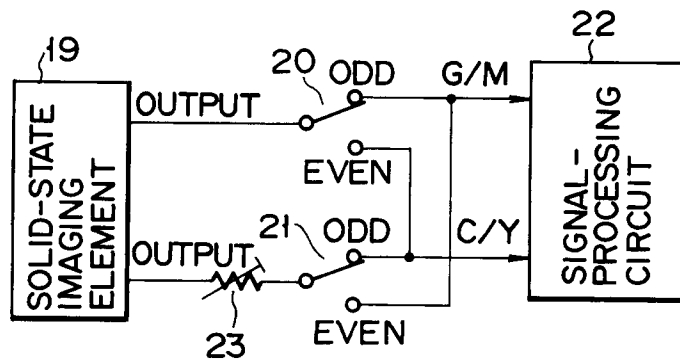 19
SOLID-STATE
IMAGING
ELEMENT
OUTPUT
20
ODD
EVEN
G/M
22
SIGNAL-
PROCESSING
CIRCUIT
OUTPUT
23
21
ODD
EVEN
C/Y